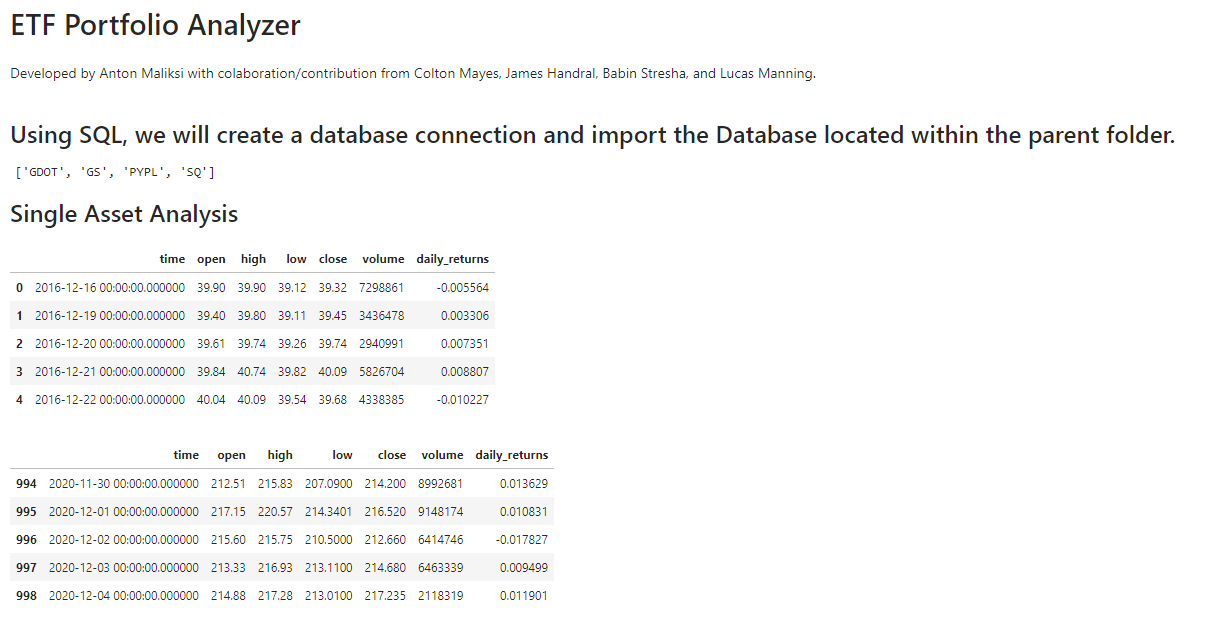 ETF Portfolio Analyzer
Developed by Anton Maliksi with colaboration/contribution from Colton Mayes, James Handral, Babin Stresha, and Lucas Manning.
Using SQL, we will create a database connection and import the Database located within the parent folder.
['GDOT', 'GS', 'PYPL', 'SQ']
Single Asset Analysis
time open high low close volume daily_returns
0 2016-12-16 00:00:00.000000 39.90 39.90 39.12 39.32 7298861 -0.005564
1 2016-12-19 00:00:00.000000 39.40 39.80 39.11 39.45 3436478 0.003306
2 2016-12-20 00:00:00.000000 39.61 39.74 39.26 39.74 2940991 0.007351
3 2016-12-21 00:00:00.000000 39.84 40.74 39.82 40.09 5826704 0.008807
4 2016-12-22 00:00:00.000000 40.04 40.09 39.54 39.68 4338385 -0.010227
time open high low close volume daily_returns
994 2020-11-30 00:00:00.000000 212.51 215.83 207.0900 214.200 8992681 0.013629
995 2020-12-01 00:00:00.000000 217.15 220.57 214.3401 216.520 9148174 0.010831
996 2020-12-02 00:00:00.000000 215.60 215.75 210.5000 212.660 6414746 -0.017827
997 2020-12-03 00:00:00.000000 213.33 216.93 213.1100 214.680 6463339 0.009499
998 2020-12-04 00:00:00.000000 214.88 217.28 213.0100 217.235 2118319 0.011901